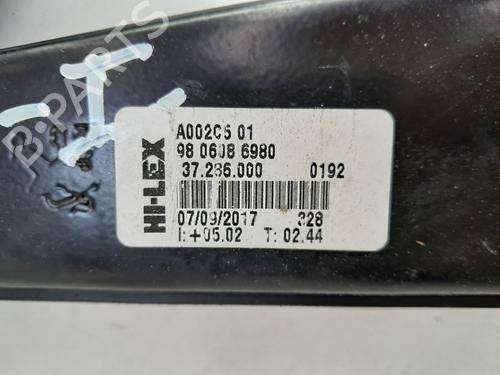 B-PARTS
HI-LEX
A002C5 01
98 0608 6980
37.236.000 0192
07/09/2017 328
I: +05.02 T: 02.44